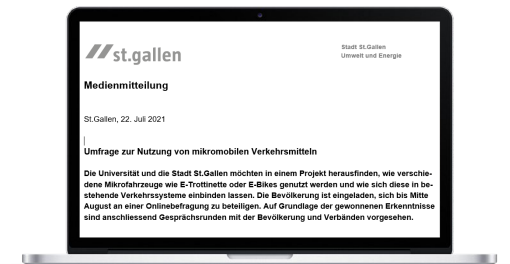 st.gallen
Stadt St.Gallen
Umwelt und Energie
Medienmitteilung
St.Gallen, 22. Juli 2021
Umfrage zur Nutzung von mikromobilen Verkehrsmitteln
Die Universität und die Stadt St.Gallen möchten in einem Projekt herausfinden, wie verschie-
dene Mikrofahrzeuge wie E-Trottinette oder E-Bikes genutzt werden und wie sich diese in be-
stehende Verkehrssysteme einbinden lassen. Die Bevölkerung ist eingeladen, sich bis Mitte
August an einer Onlinebefragung zu beteiligen. Auf Grundlage der gewonnenen Erkenntnisse
sind anschliessend Gesprächsrunden mit der Bevölkerung und Verbänden vorgesehen.